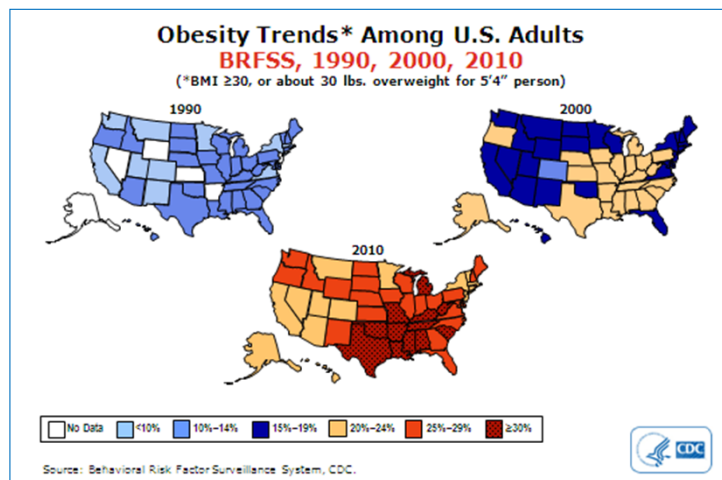 Obesity Trends* Among U.S. Adults
BRFSS, 1990, 2000, 2010
(*BMI ≥30, or about 30 lbs. overweight for 5’4” person)
1990
2000
2010
No Data <10% 10%–14% 15%–19% 20%–24% 25%–29% ≥30%
Source: Behavioral Risk Factor Surveillance System, CDC.
CDC